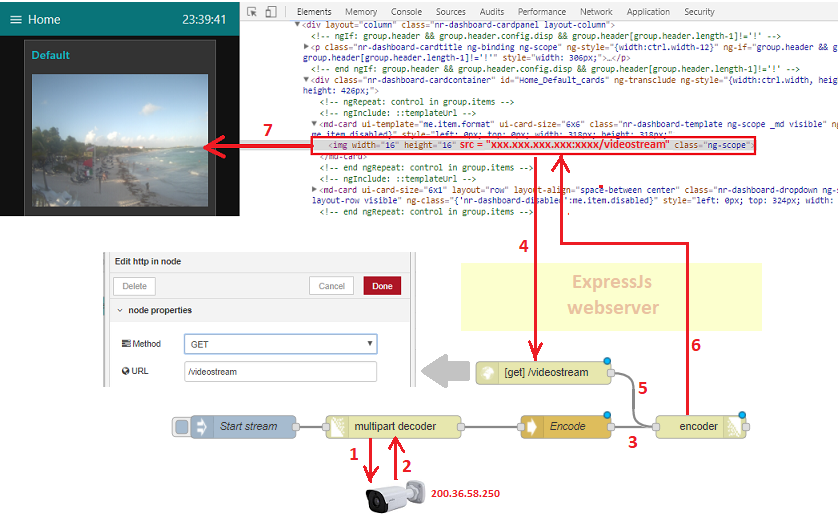 Home 23:39:41
Default
Elements Memory Console Sources Audits Performance Network Application Security
<div layout="column" class="nr-dashboard-cardpanel layout-column">
<!-- ngIf: group.header && group.header.config.disp && group.header[group.header.length-1]!='!' -->
<p class="nr-dashboard-cardtitle ng-binding ng-scope" ng-style="{width:ctrl.width-12}" ng-if="group.header && g
group.header[group.header.length-1]!='!'" style="width: 306px;">…</p>
<!-- end ngIf: group.header && group.header.config.disp && group.header[group.header.length-1]!='!' -->
<div class="nr-dashboard-cardcontainer" id="Home_Default_cards" ng-transclude ng-style="{width:ctrl.width, heig
height: 426px;">
<!-- ngRepeat: control in group.items -->
<!-- ngInclude: ::templateUrl -->
<md-card ui-template="me.item.format" ui-card-size="6x6" class="nr-dashboard-template ng-scope _md visible" ng
me.item.disabled}" style="left: 0px; top: 0px; width: 318px; height: 318px;"
<img width="16" height="16" src = "xxx.xxx.xxx.xxx:xxxx/videostream" class="ng-scope">
</md-card>
<!-- end ngRepeat: control in group.items -->
<!-- ngInclude: ::templateUrl -->
<md-card ui-card-size="6x1" layout="row" layout-align="space-between center" class="nr-dashboard-dropdown ng-s
layout-row visible" ng-class="{'nr-dashboard-disabled':me.item.disabled}" style="left: 0px; top: 324px; width:
<!-- end ngRepeat: control in group.items -->
7
4
6
Edit http in node
Delete Cancel Done
node properties
Method GET
URL /videostream
ExpressJs
webserver
[get] /videostream
5
Start stream multipart decoder Encode encoder
3
1 2
200.36.58.250